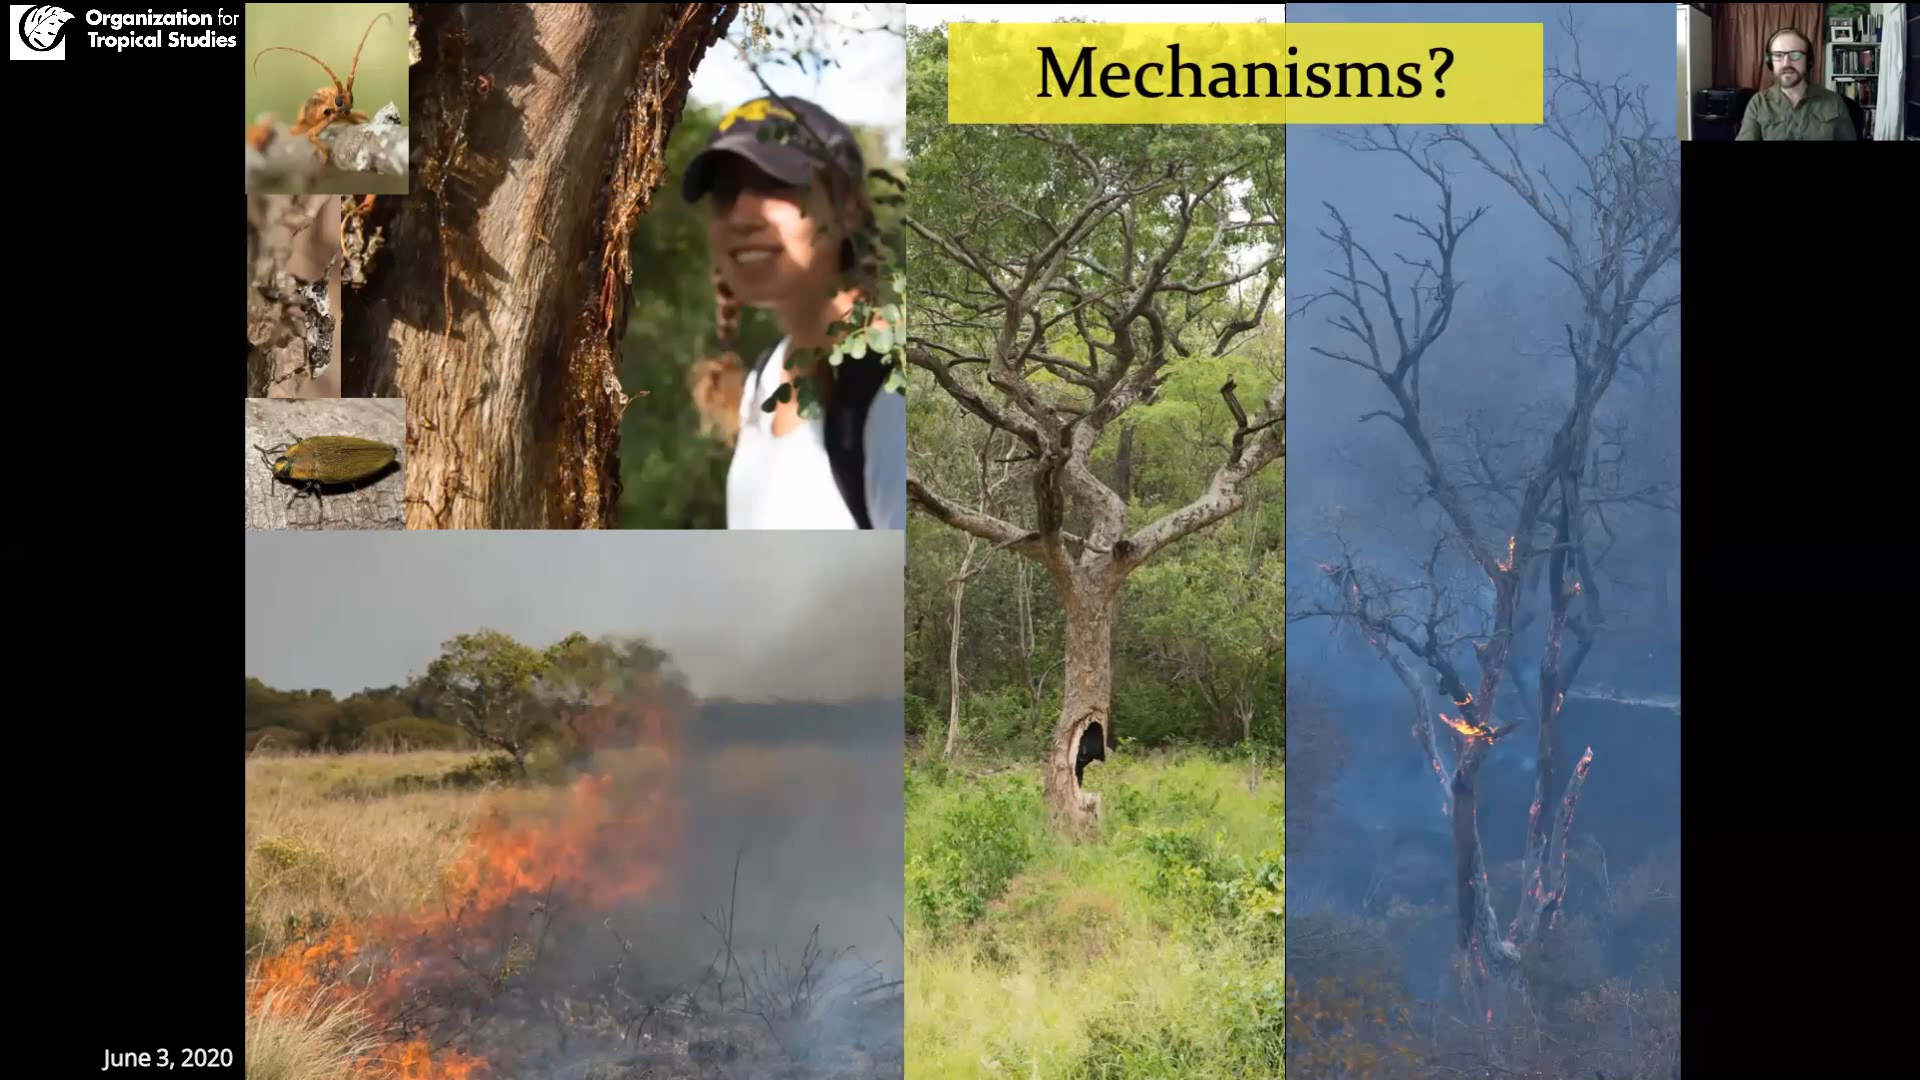 Organization for
Tropical Studies
Mechanisms?
June 3, 2020